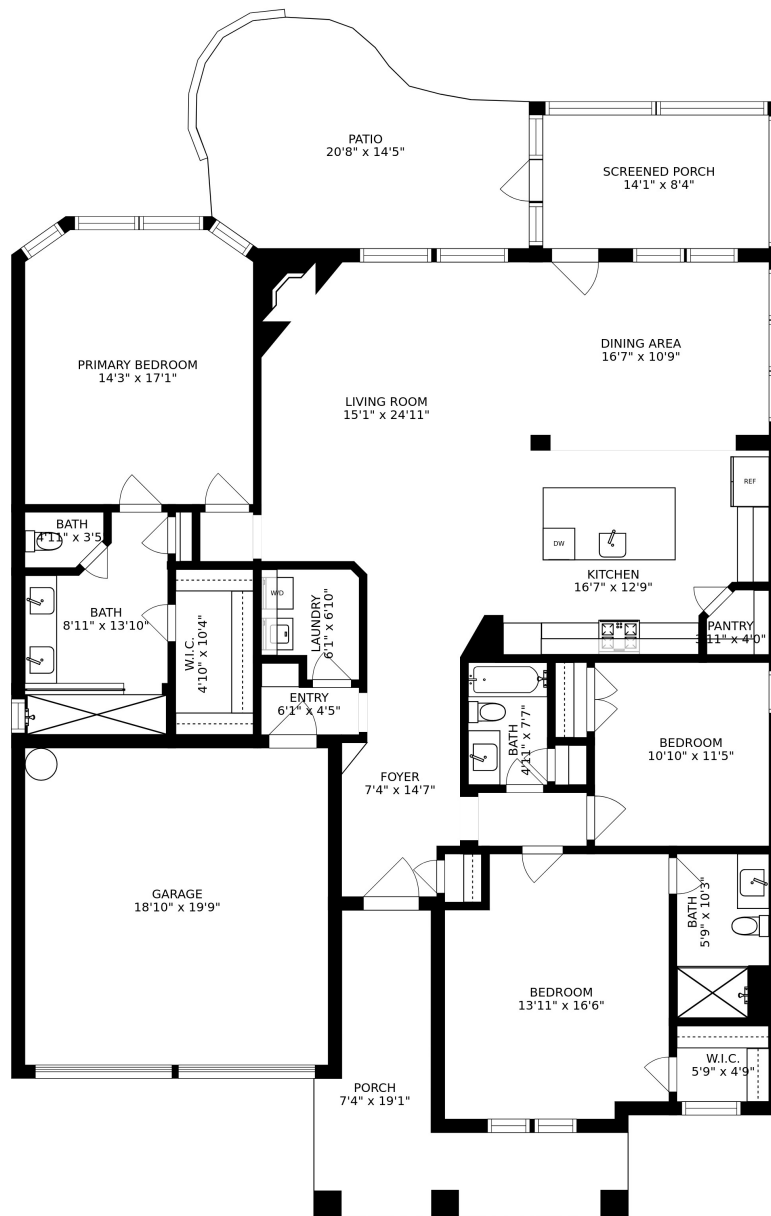 PATIO
20'8" x 14'5"
SCREENED PORCH
14'1" x 8'4"
PRIMARY BEDROOM
14'3" x 17'1"
DINING AREA
16'7" x 10'9"
LIVING ROOM
15'1" x 24'11"
REF
BATH
4'11" x 3'5
DW
KITCHEN
16'7" x 12'9"
W/D
BATH
8'11" x 13'10"
W.I.C.
4'10" x 10'4"
LAUNDRY
6'1" x 6'10"
PANTRY
3'11" x 4'0"
ENTRY
6'1" x 4'5"
BATH
4'11" x 7'7"
BEDROOM
10'10" x 11'5"
FOYER
7'4" x 14'7"
GARAGE
18'10" x 19'9"
BATH
5'9" x 10'3"
BEDROOM
13'11" x 16'6"
W.I.C.
5'9" x 4'9"
PORCH
7'4" x 19'1"